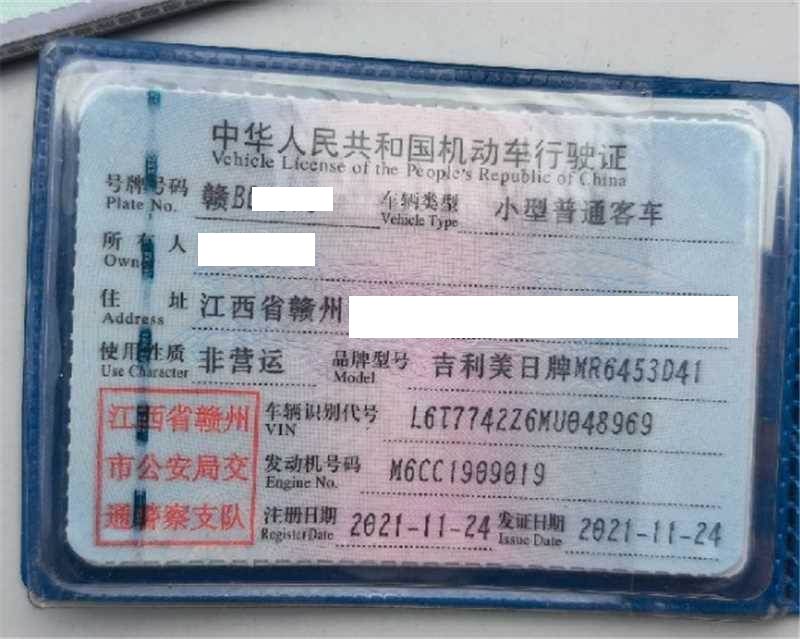 中华人民共和国机动车行驶证
Vehicle License of the People's Republic of China
号牌号码 赣B 车辆类型 小型普通客车
Plate No. Vehicle Type
所有人
Owner
住址 江西省赣州
Address
使用性质 非营运 品牌型号 吉利美日牌MR6453D41
Use Character Model
江西省赣州
市公安局交
通警察支队
车辆识别代号 L6T7742Z6MU048969
VIN
发动机号码 M6CC1909019
Engine No.
注册日期 2021-11-24 发证日期 2021-11-24
Register Date Issue Date